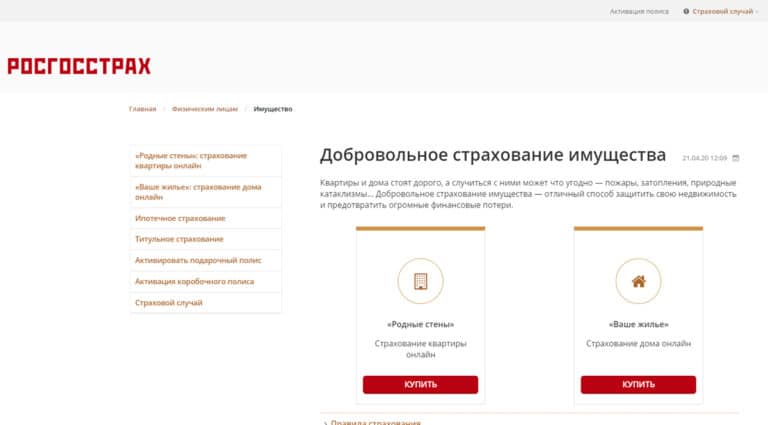 Активация полиса
Страховой случай
РОСГОССТРАХ
Главная / Физическим лицам / Имущество
«Родные стены»: страхование
квартиры онлайн
«Ваше жилье»: страхование дома
онлайн
Ипотечное страхование
Титульное страхование
Активировать подарочный полис
Активация коробочного полиса
Страховой случай
Добровольное страхование имущества
21.04.20 12:09
Квартиры и дома стоят дорого, а случиться с ними может что угодно — пожары, затопления, природные
катаклизмы... Добровольное страхование имущества — отличный способ защитить свою недвижимость
и предотвратить огромные финансовые потери.
«Родные стены»
Страхование квартиры
онлайн
КУПИТЬ
«Ваше жилье»
Страхование дома онлайн
КУПИТЬ
Правила страхования